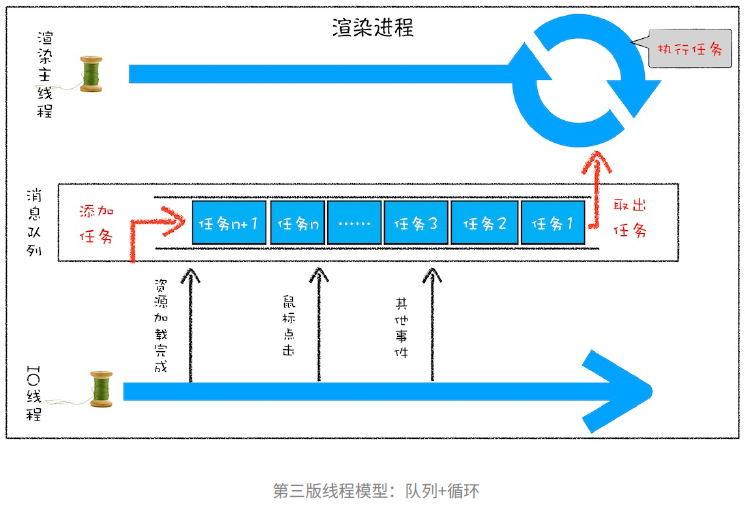 渲染进程
渲染主线程
执行任务
消息队列
添加
任务
任务n+1
任务n
······
任务3
任务2
任务1
取出
任务
资源加载完成
鼠标点击
其他事件
IO线程
第三版线程模型：队列+循环